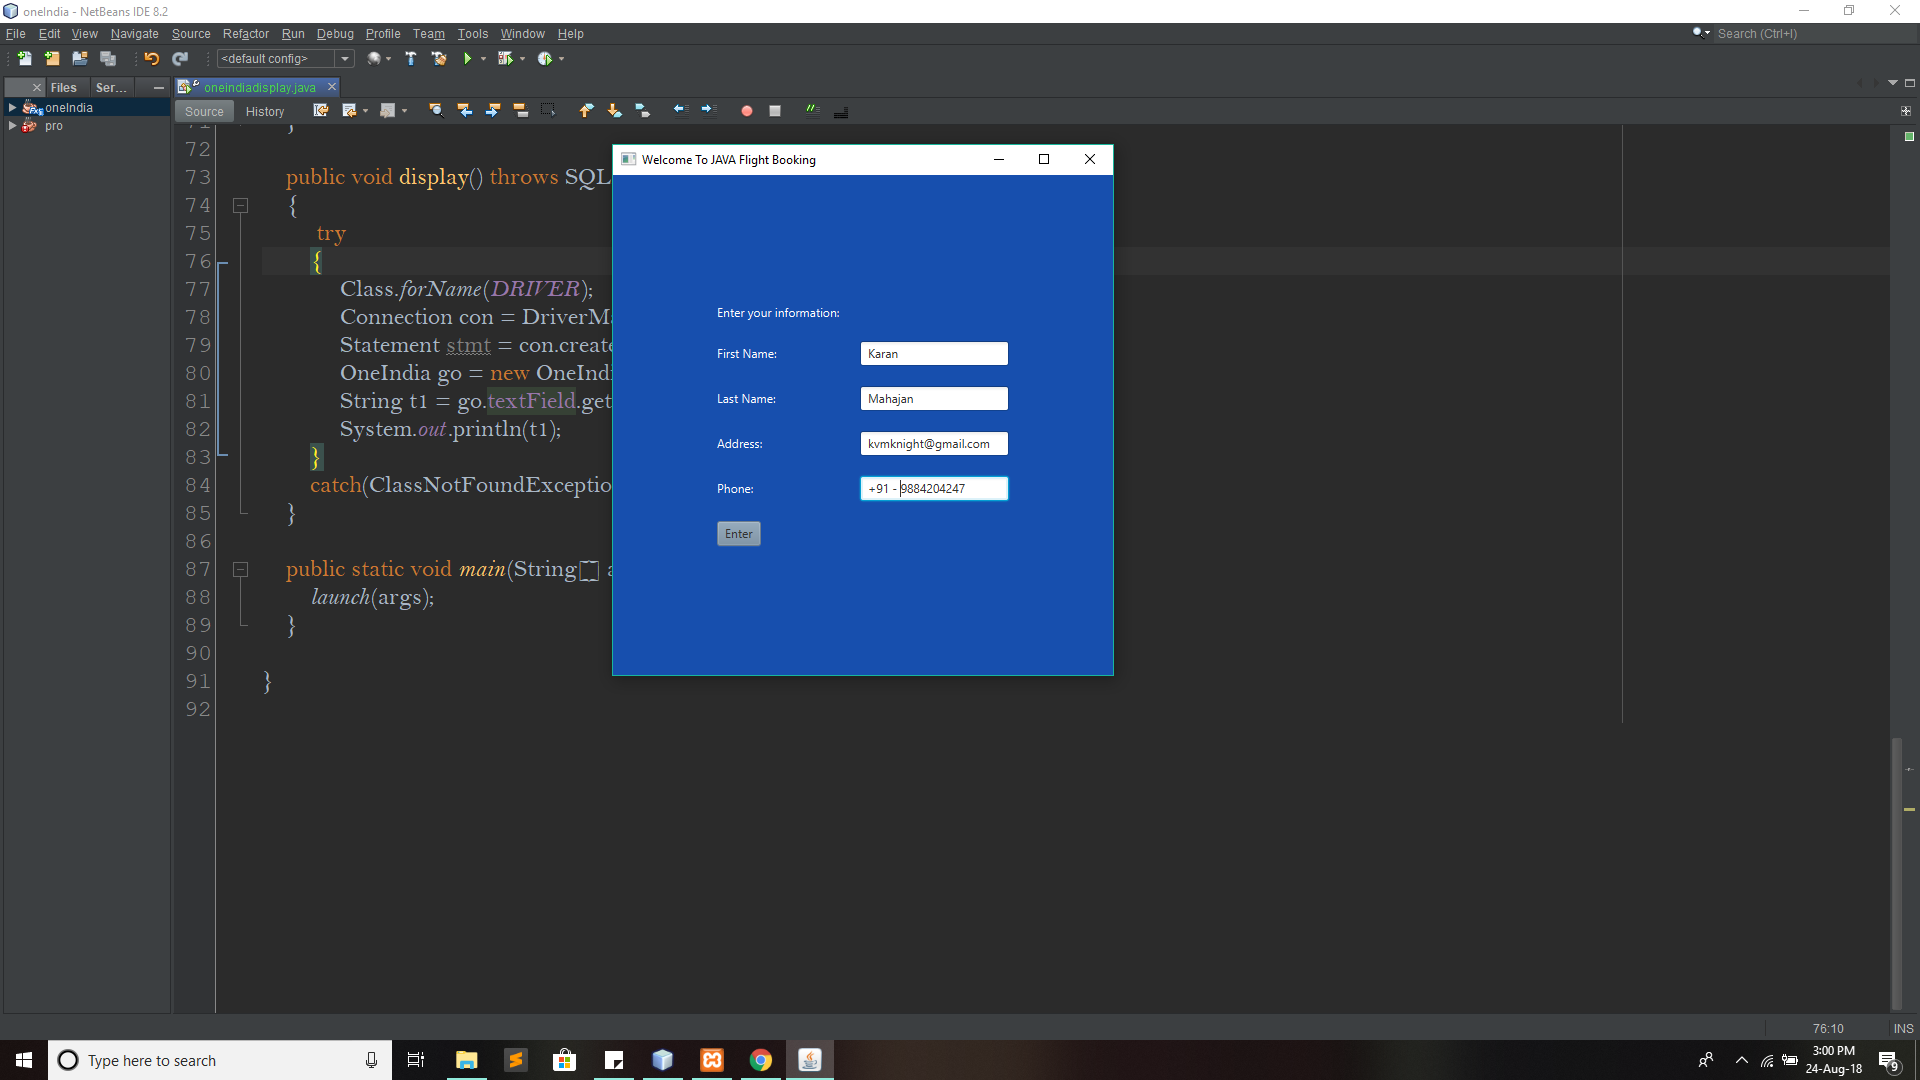 oneIndia - NetBeans IDE 8.2
File Edit View Navigate Source Refactor Run Debug Profile Team Tools Window Help
Search (Ctrl+I)
<default config>
Files Ser...
oneindiadisplay.java
oneIndia
pro
Source History
72
73 public void display() throws SQL
74 {
75 try
76 {
77 Class.forName(DRIVER);
78 Connection con = DriverMa
79 Statement stmt = con.create
80 OneIndia go = new OneIndi
81 String t1 = go.textField.get
82 System.out.println(t1);
83 }
84 catch(ClassNotFoundExceptio
85 }
86
87 public static void main(String[] a
88 launch(args);
89 }
90
91 }
92
Welcome To JAVA Flight Booking
Enter your information:
First Name: Karan
Last Name: Mahajan
Address: kvmknight@gmail.com
Phone: +91 - 9884204247
Enter
76:10 INS
Type here to search
3:00 PM
24-Aug-18
9